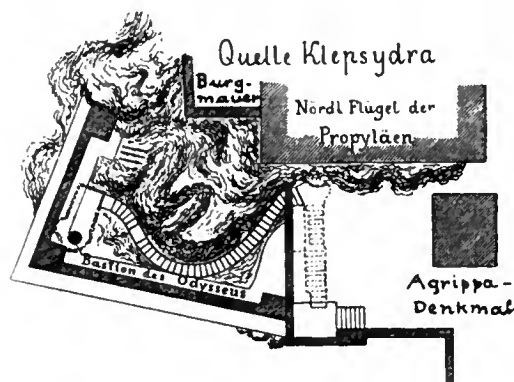 Quelle Klepsydra
Burg-
mauer
Nördl Flügel der
Propyläen
Bastion des Odysseus
Agrippa-
Denkmal